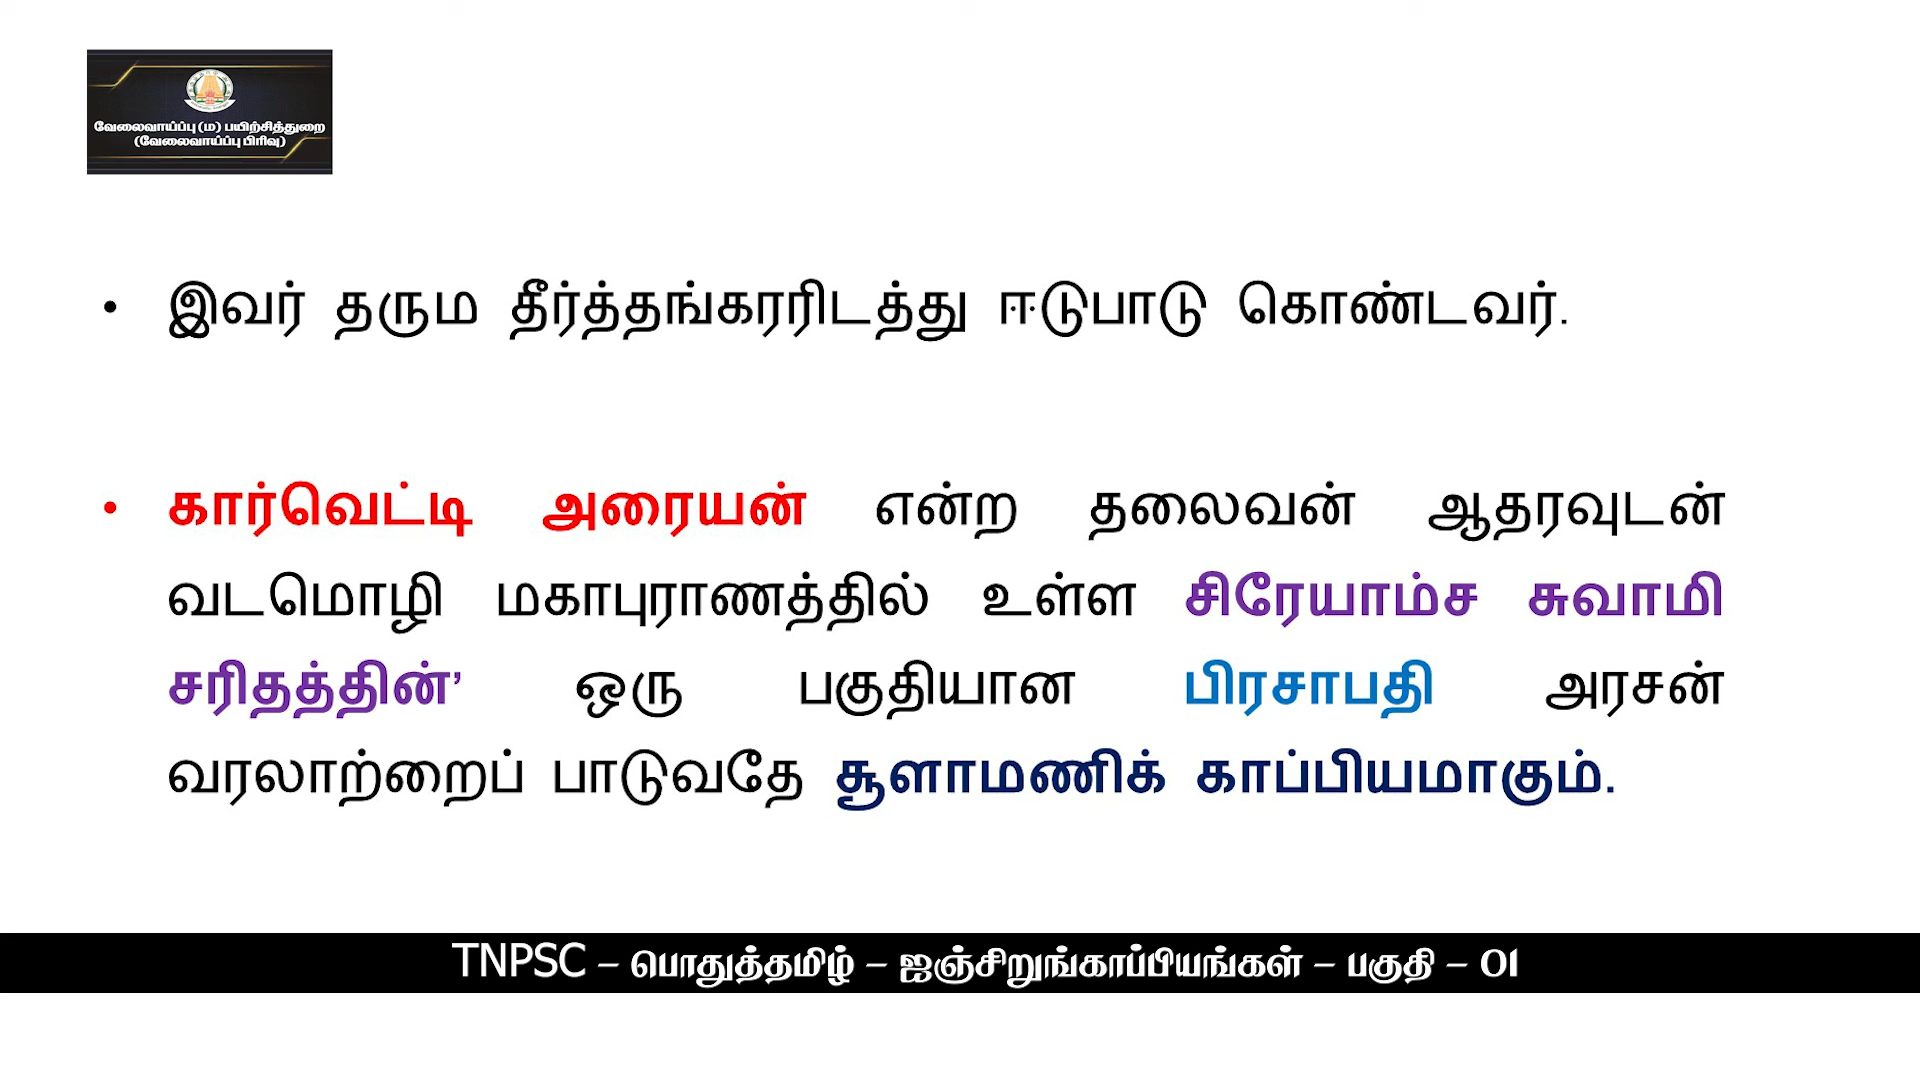 வேலைவாய்ப்பு (ம) பயிற்சித்துறை
(வேலைவாய்ப்பு பிரிவு)
• இவர் தரும தீர்த்தங்கரரிடத்து ஈடுபாடு கொண்டவர்.
• கார்வெட்டி அரையன் என்ற தலைவன் ஆதரவுடன்
வடமொழி மகாபுராணத்தில் உள்ள சிரேயாம்ச சுவாமி
சரிதத்தின்’ ஒரு பகுதியான பிரசாபதி அரசன்
வரலாற்றைப் பாடுவதே சூளாமணிக் காப்பியமாகும்.
TNPSC – பொதுத்தமிழ் – ஐஞ்சிறுங்காப்பியங்கள் – பகுதி – 01